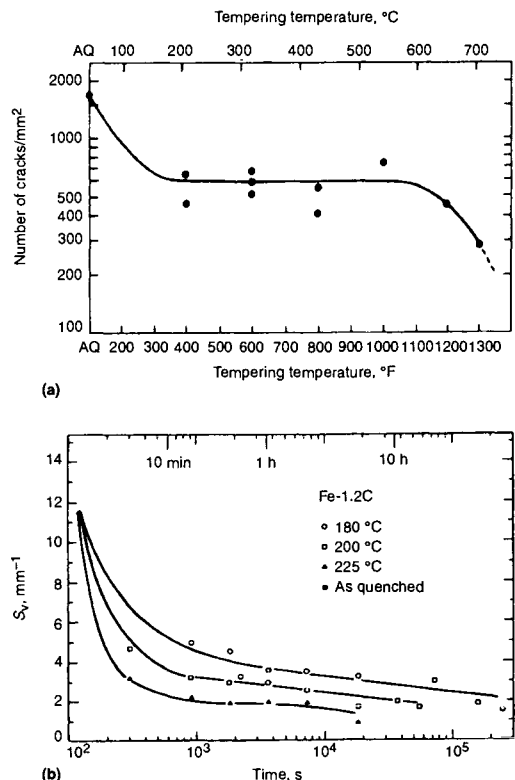 Tempering temperature, °C
AQ 100 200 300 400 500 600 700
2000
1000
500
400
300
200
100
Number of cracks/mm²
AQ 200 300 400 500 600 700 800 900 1000 1100 1200 1300
Tempering temperature, °F
(a)
10 min 1 h 10 h
14
12
10
8
6
4
2
0
Sᵥ, mm⁻¹
Fe-1.2C
○ 180 °C
□ 200 °C
▲ 225 °C
■ As quenched
10² 10³ 10⁴ 10⁵
Time, s
(b)